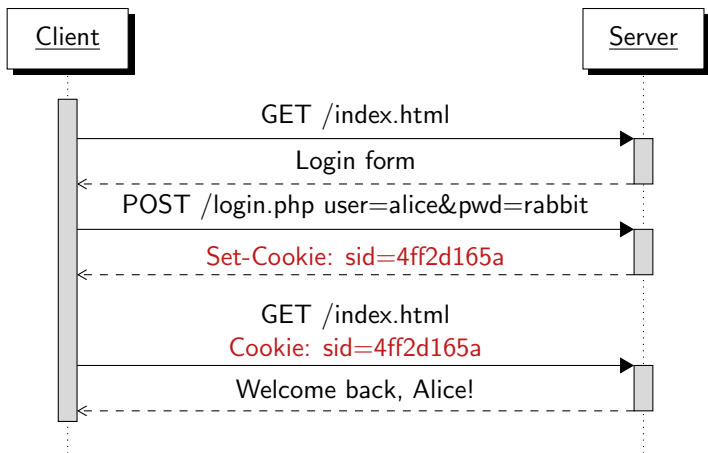 Client
Server
GET /index.html
Login form
POST /login.php user=alice&pwd=rabbit
Set-Cookie: sid=4ff2d165a
GET /index.html
Cookie: sid=4ff2d165a
Welcome back, Alice!